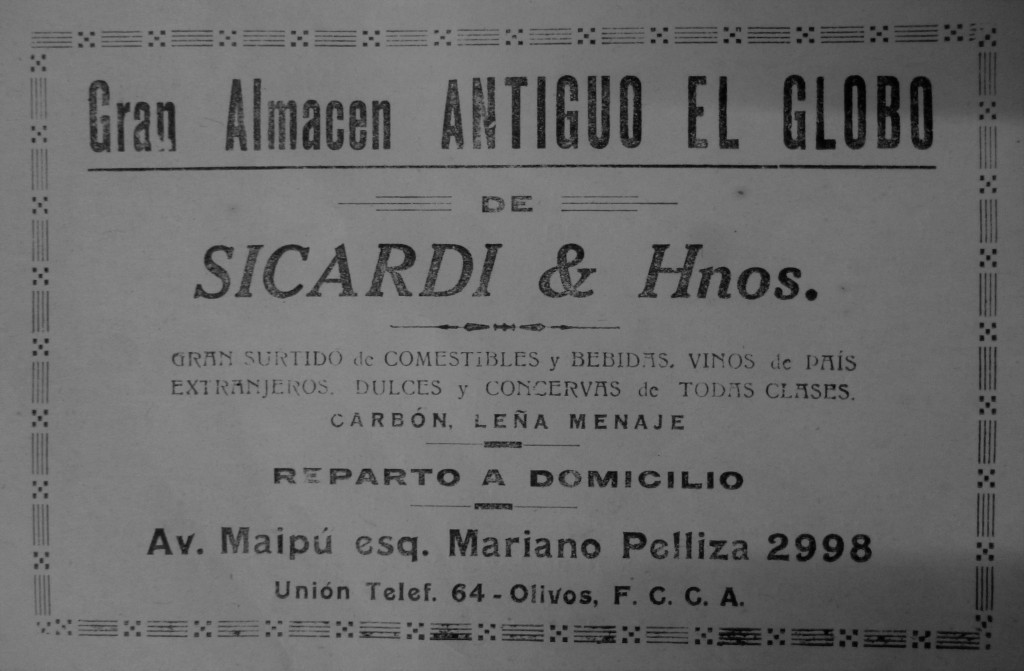 Gran Almacen ANTIGUO EL GLOBO
DE
SICARDI & Hnos.
GRAN SURTIDO de COMESTIBLES y BEBIDAS. VINOS de PAÍS
EXTRANJEROS. DULCES y CONCERVAS de TODAS CLASES.
CARBÓN, LEÑA MENAJE
REPARTO A DOMICILIO
Av. Maipú esq. Mariano Pelliza 2998
Unión Telef. 64 - Olivos, F. C. C. A.